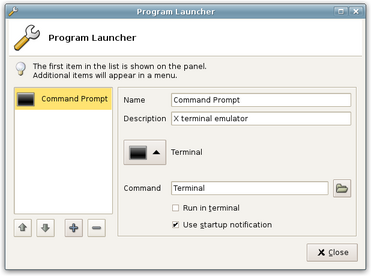 Program Launcher
Program Launcher
The first item in the list is shown on the panel.
Additional items will appear in a menu.
Command Prompt
Name
Command Prompt
Description
X terminal emulator
Terminal
Command
Terminal
Run in terminal
Use startup notification
Close